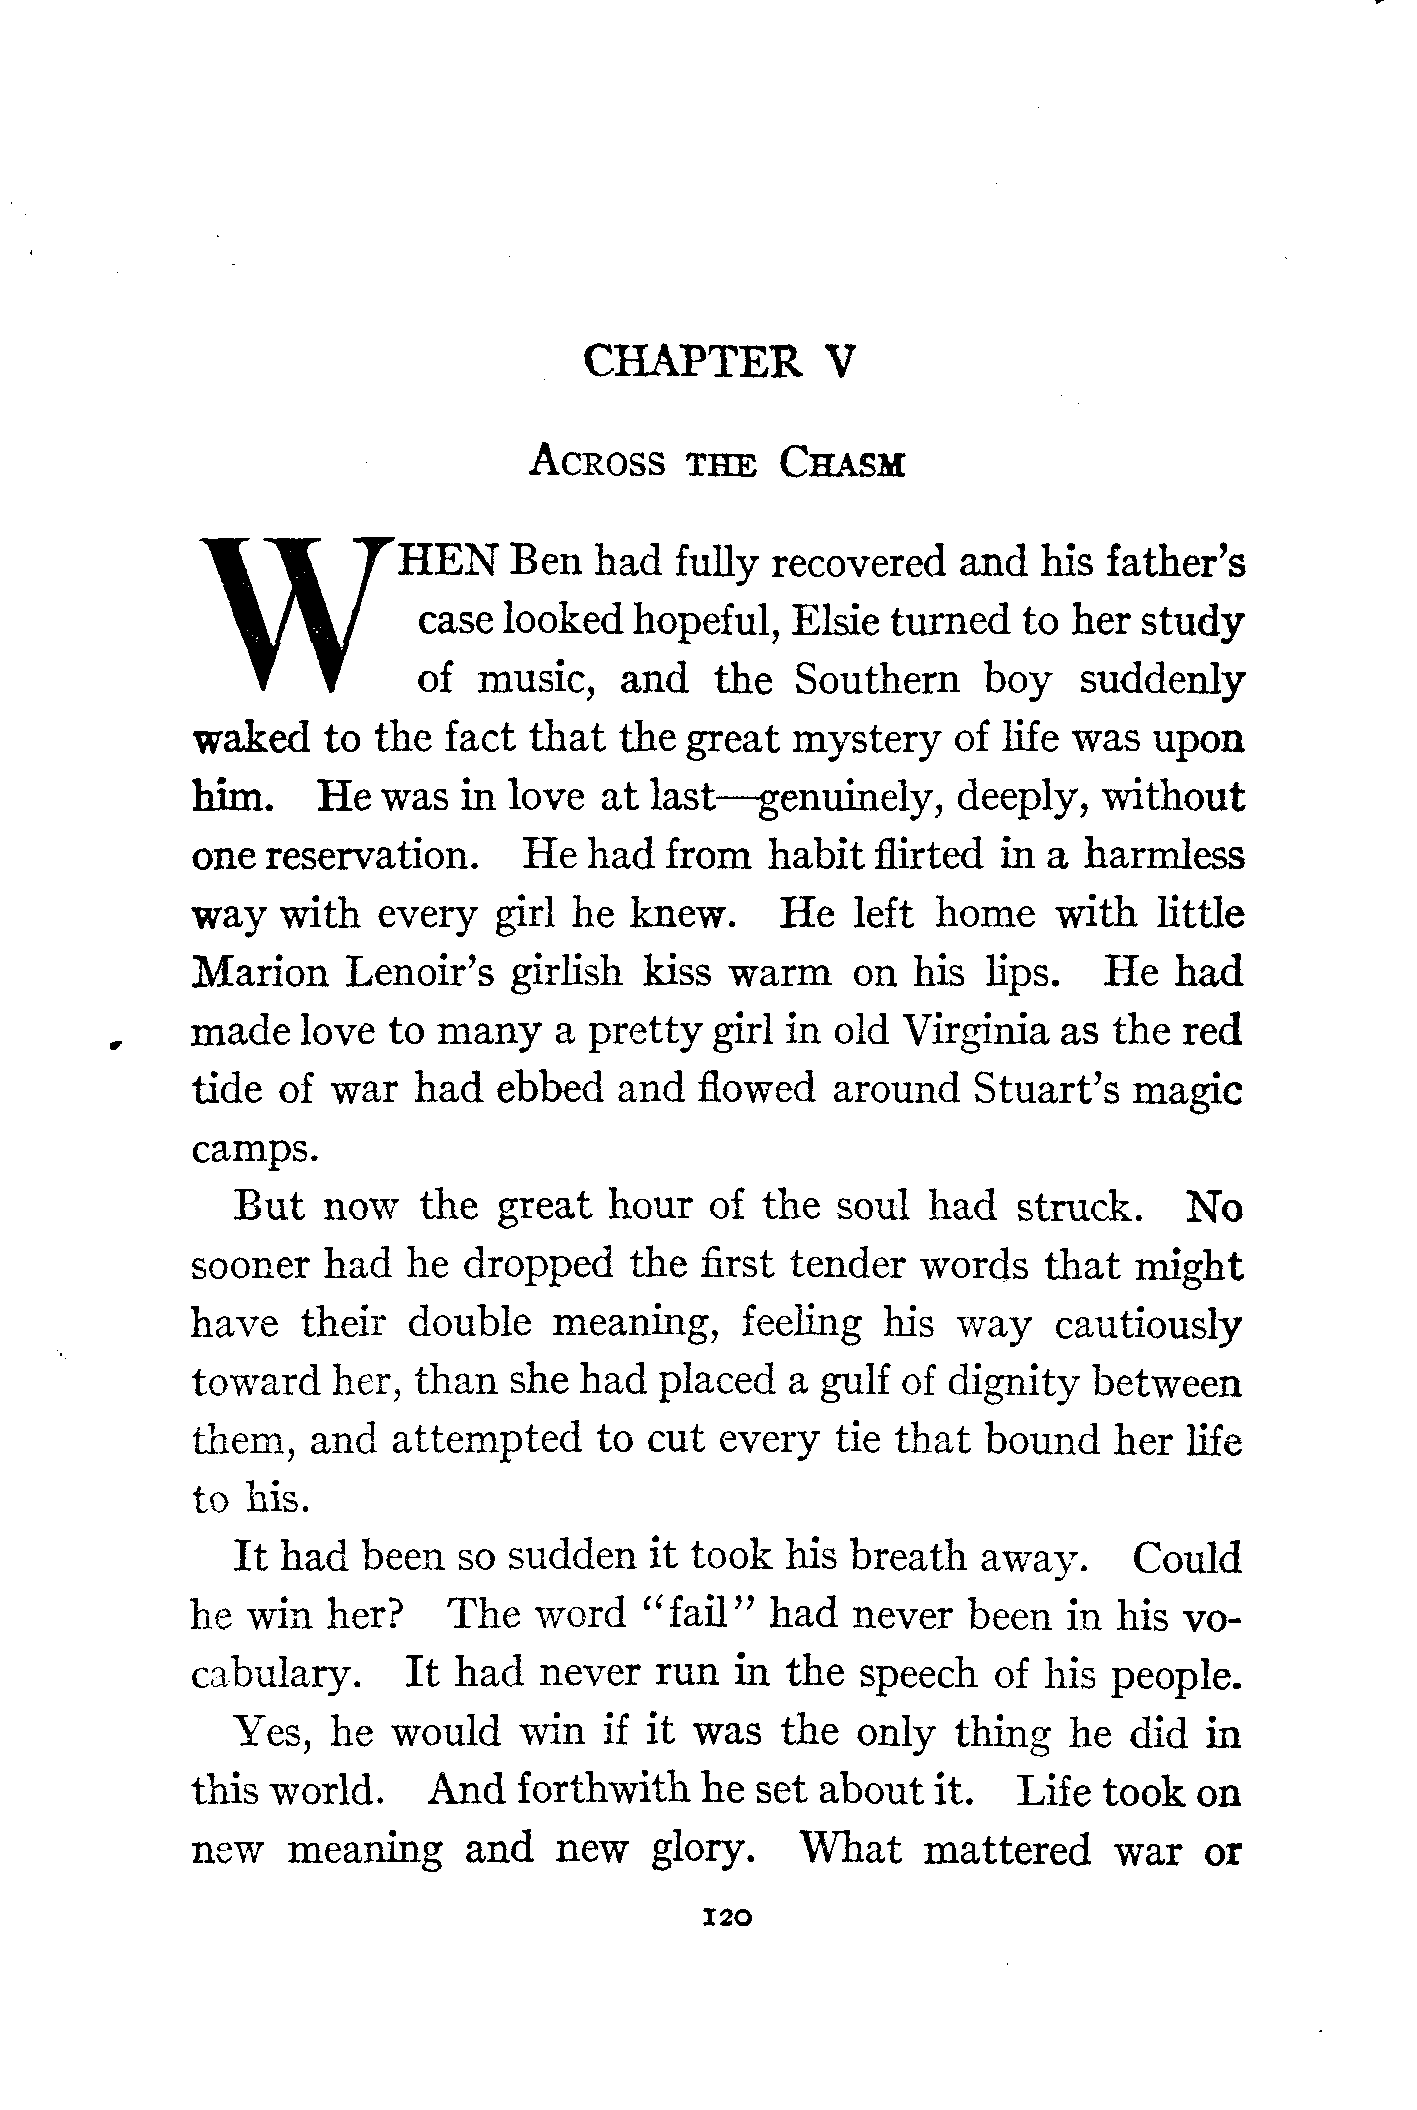 CHAPTER V
ACROSS THE CHASM
WHEN Ben had fully recovered and his father's
case looked hopeful, Elsie turned to her study
of music, and the Southern boy suddenly
waked to the fact that the great mystery of life was upon
him. He was in love at last—genuinely, deeply, without
one reservation. He had from habit flirted in a harmless
way with every girl he knew. He left home with little
Marion Lenoir's girlish kiss warm on his lips. He had
made love to many a pretty girl in old Virginia as the red
tide of war had ebbed and flowed around Stuart's magic
camps.
But now the great hour of the soul had struck. No
sooner had he dropped the first tender words that might
have their double meaning, feeling his way cautiously
toward her, than she had placed a gulf of dignity between
them, and attempted to cut every tie that bound her life
to his.
It had been so sudden it took his breath away. Could
he win her? The word "fail" had never been in his vo-
cabulary. It had never run in the speech of his people.
Yes, he would win if it was the only thing he did in
this world. And forthwith he set about it. Life took on
new meaning and new glory. What mattered war or
120